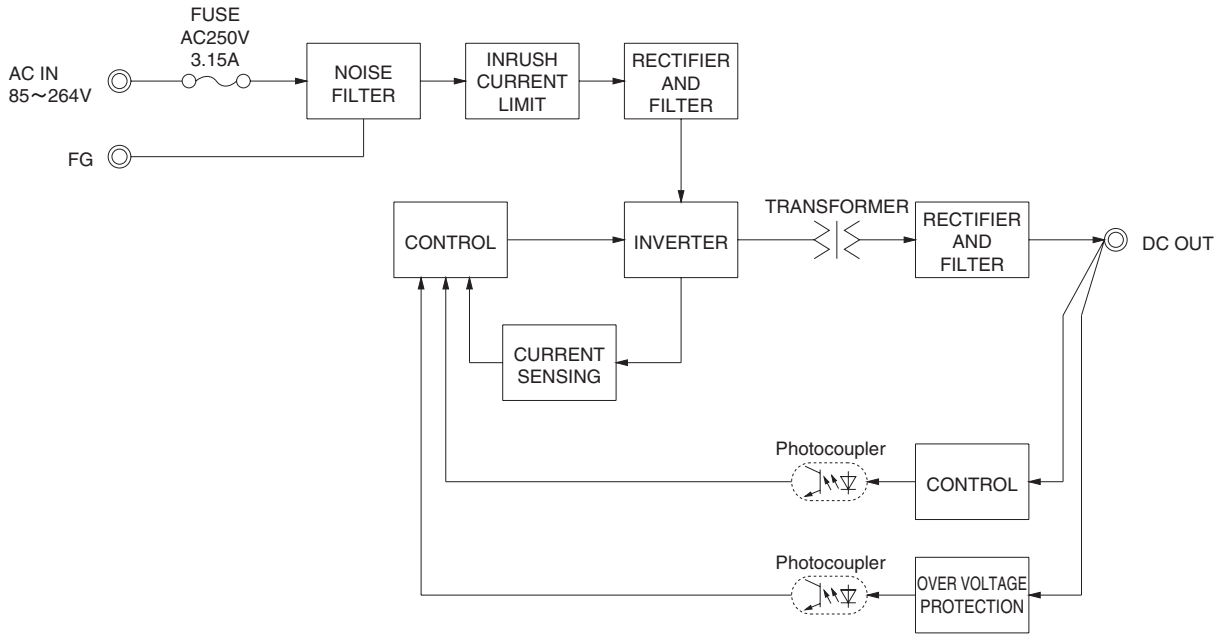 FUSE
AC250V
3.15A
AC IN
85～264V
FG
NOISE
FILTER
INRUSH
CURRENT
LIMIT
RECTIFIER
AND
FILTER
CONTROL
INVERTER
TRANSFORMER
RECTIFIER
AND
FILTER
DC OUT
CURRENT
SENSING
Photocoupler
CONTROL
Photocoupler
OVER VOLTAGE
PROTECTION